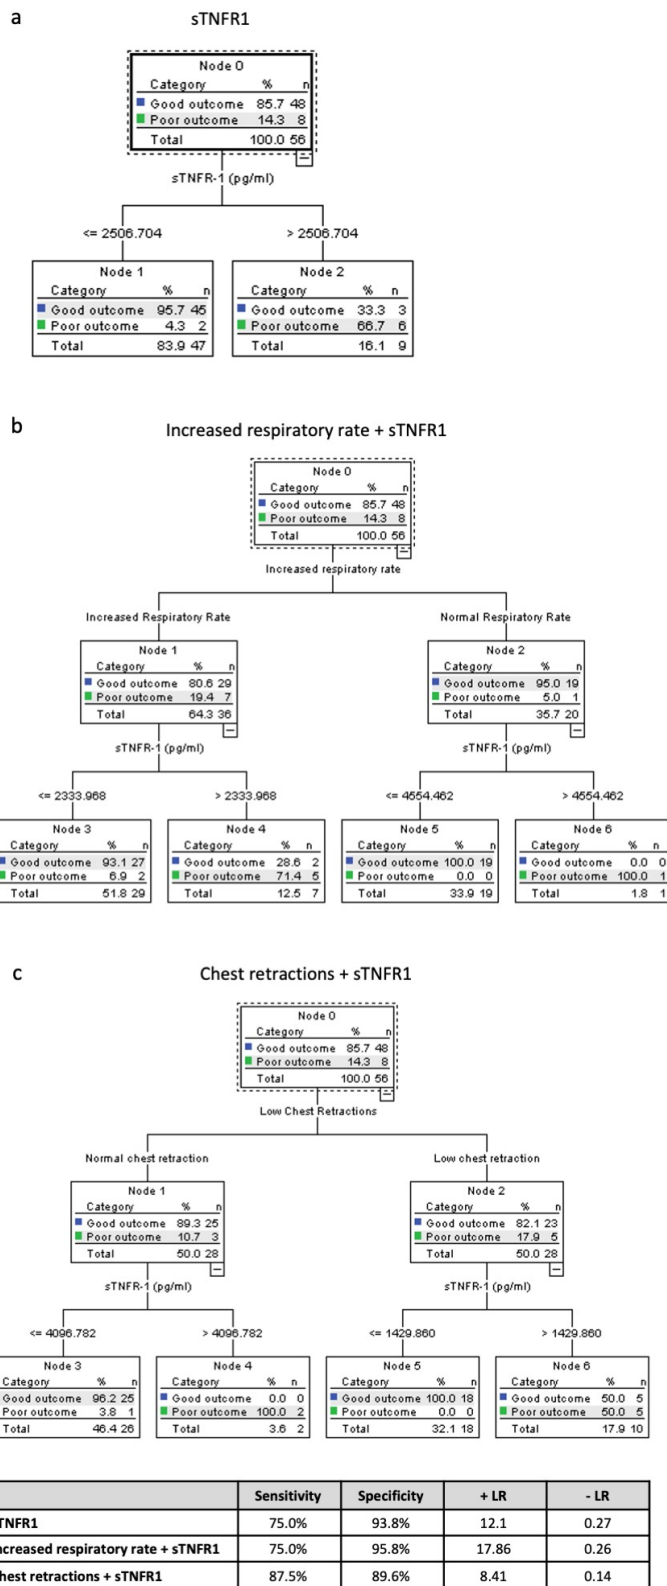 a
sTNFR1
Node 0
Category % n
Good outcome 85.7 48
Poor outcome 14.3 8
Total 100.0 56
sTNFR-1 (pg/ml)
<= 2506.704 > 2506.704
Node 1
Category % n
Good outcome 95.7 45
Poor outcome 4.3 2
Total 83.9 47
Node 2
Category % n
Good outcome 33.3 3
Poor outcome 66.7 6
Total 16.1 9
b
Increased respiratory rate + sTNFR1
Node 0
Category % n
Good outcome 85.7 48
Poor outcome 14.3 8
Total 100.0 56
Increased respiratory rate
Increased Respiratory Rate Normal Respiratory Rate
Node 1
Category % n
Good outcome 80.6 29
Poor outcome 19.4 7
Total 64.3 36
Node 2
Category % n
Good outcome 95.0 19
Poor outcome 5.0 1
Total 35.7 20
sTNFR-1 (pg/ml) sTNFR-1 (pg/ml)
<= 2333.968 > 2333.968 <= 4554.462 > 4554.462
Node 3
Category % n
Good outcome 93.1 27
Poor outcome 6.9 2
Total 51.8 29
Node 4
Category % n
Good outcome 28.6 2
Poor outcome 71.4 5
Total 12.5 7
Node 5
Category % n
Good outcome 100.0 19
Poor outcome 0.0 0
Total 33.9 19
Node 6
Category % n
Good outcome 0.0 0
Poor outcome 100.0 1
Total 1.8 1
c
Chest retractions + sTNFR1
Node 0
Category % n
Good outcome 85.7 48
Poor outcome 14.3 8
Total 100.0 56
Low Chest Retractions
Normal chest retraction Low chest retraction
Node 1
Category % n
Good outcome 89.3 25
Poor outcome 10.7 3
Total 50.0 28
Node 2
Category % n
Good outcome 82.1 23
Poor outcome 17.9 5
Total 50.0 28
sTNFR-1 (pg/ml) sTNFR-1 (pg/ml)
<= 4096.782 > 4096.782 <= 1429.860 > 1429.860
Node 3
Category % n
Good outcome 96.2 25
Poor outcome 3.8 1
Total 46.4 26
Node 4
Category % n
Good outcome 0.0 0
Poor outcome 100.0 2
Total 3.6 2
Node 5
Category % n
Good outcome 100.0 18
Poor outcome 0.0 0
Total 32.1 18
Node 6
Category % n
Good outcome 50.0 5
Poor outcome 50.0 5
Total 17.9 10
Sensitivity Specificity + LR - LR
TNFR1 75.0% 93.8% 12.1 0.27
ncreased respiratory rate + sTNFR1 75.0% 95.8% 17.86 0.26
hest retractions + sTNFR1 87.5% 89.6% 8.41 0.14